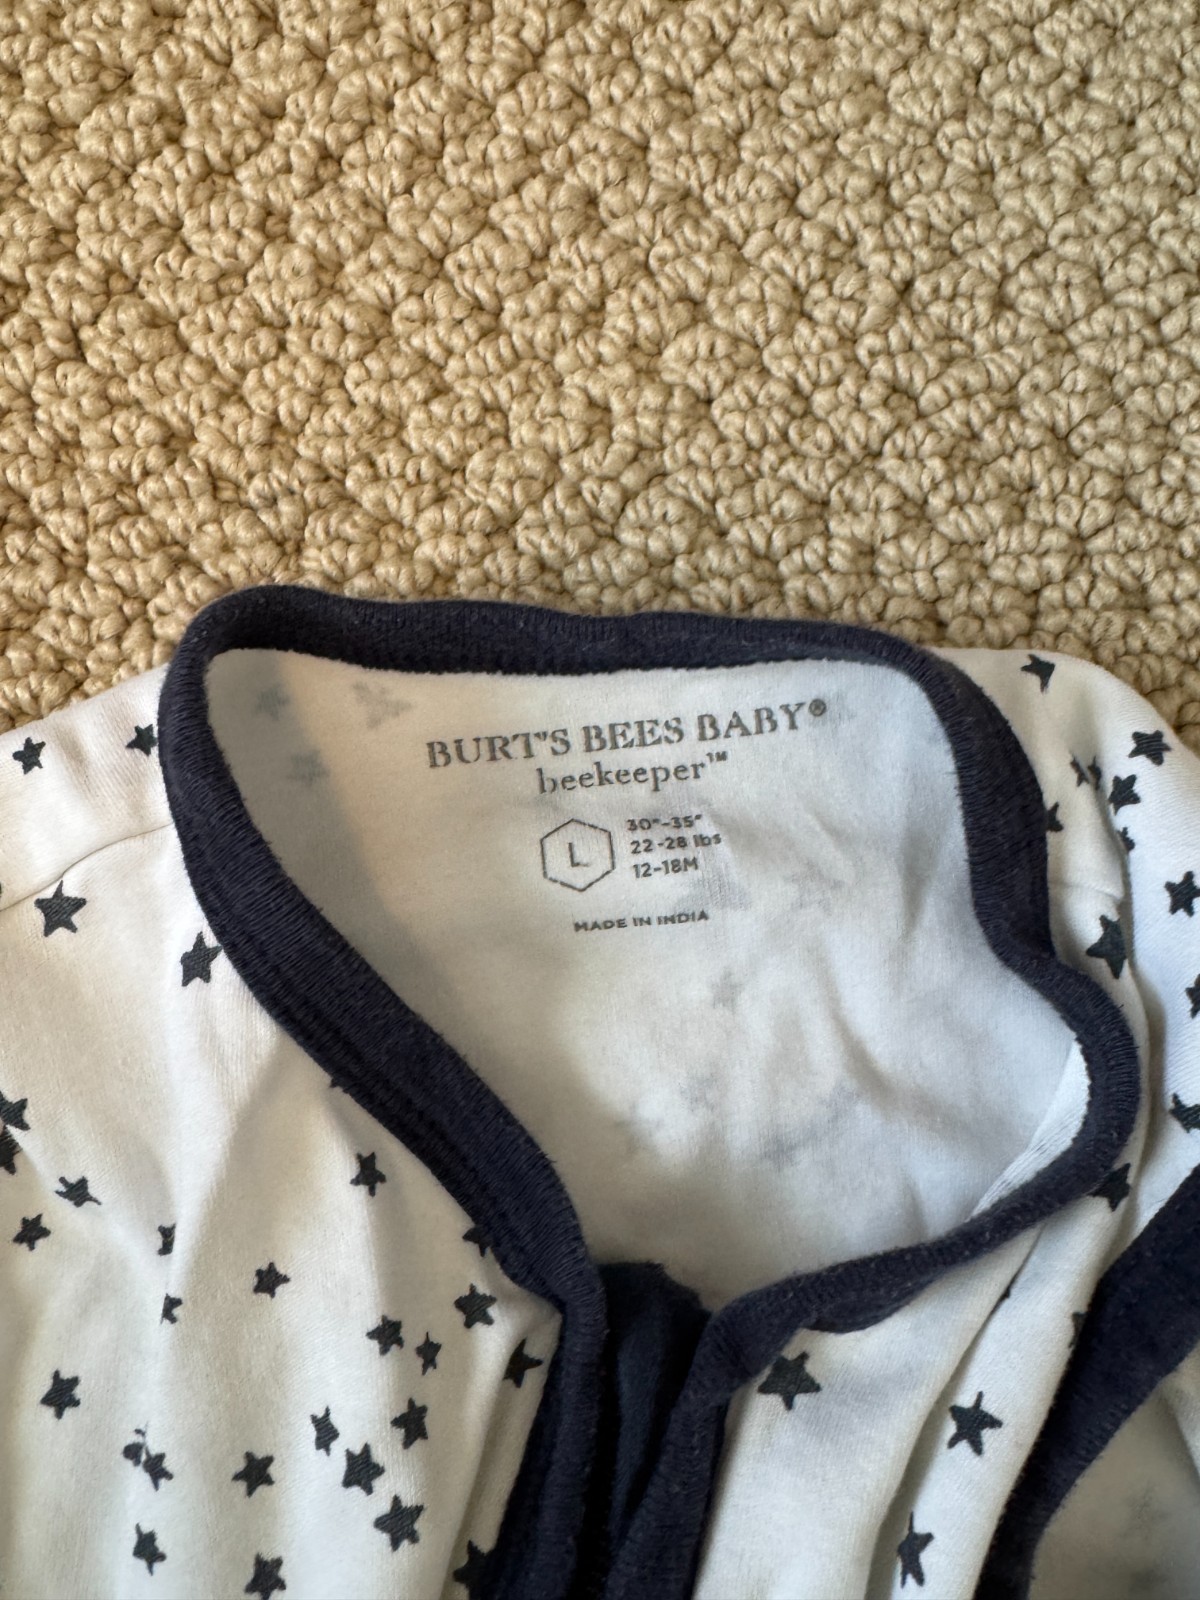 BURT'S BEES BABY®
beekeeper™
L
30"-35"
22-28 lbs
12-18M
MADE IN INDIA